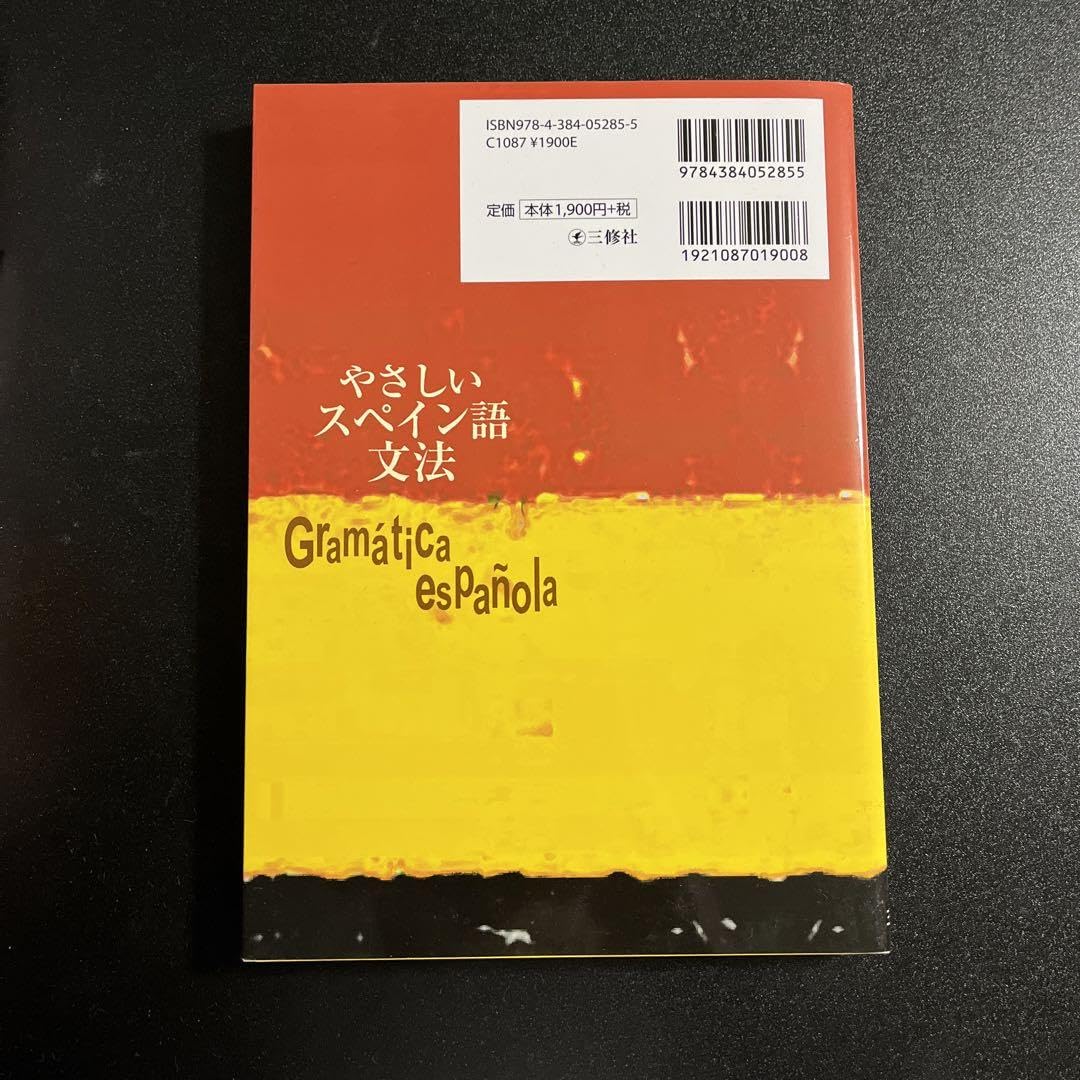 ISBN978-4-384-05285-5
C1087 ¥1900E
9784384052855
定価 本体1,900円+税
三修社
1921087019008
やさしい
スペイン語
文法
Gramática
española